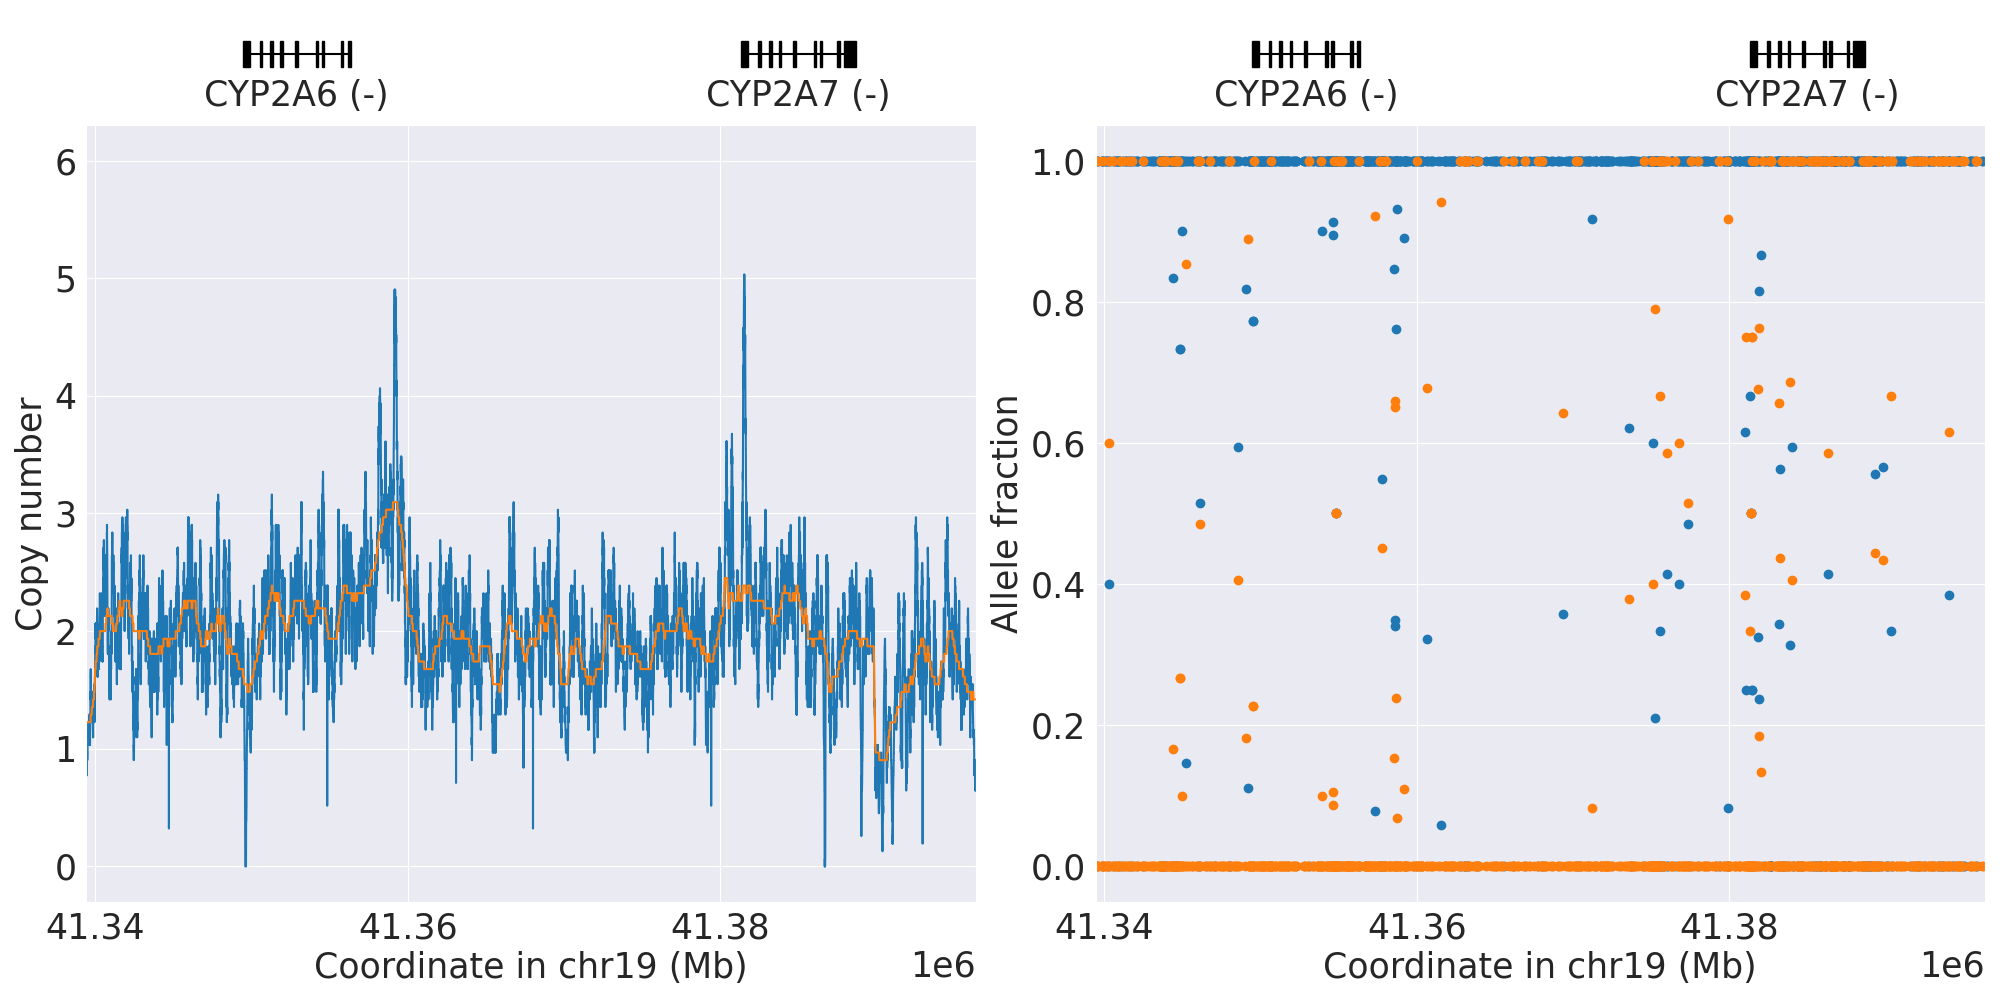 CYP2A6 (-) CYP2A7 (-)
Copy number
6
5
4
3
2
1
0
41.34 41.36 41.38
Coordinate in chr19 (Mb) 1e6
CYP2A6 (-) CYP2A7 (-)
Allele fraction
1.0
0.8
0.6
0.4
0.2
0.0
41.34 41.36 41.38
Coordinate in chr19 (Mb) 1e6